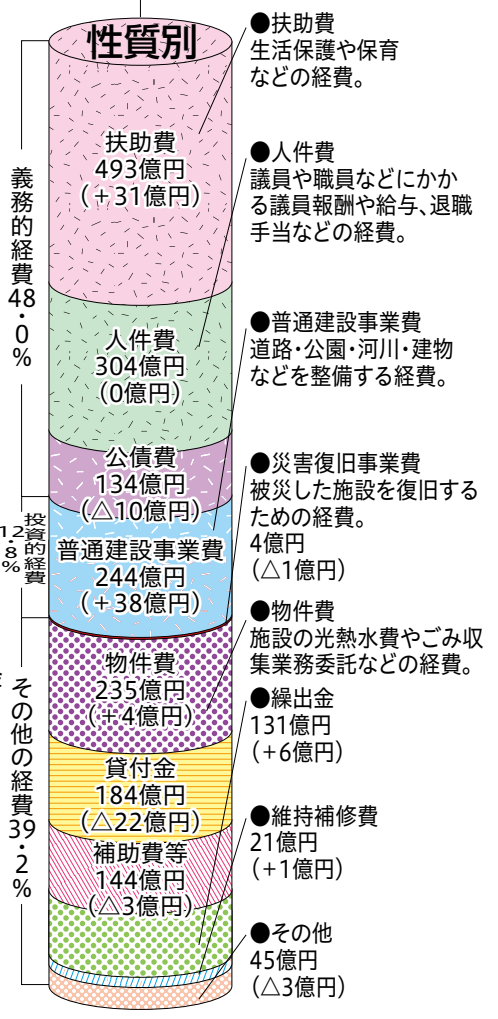 性質別
義務的経費48・0%
投資的経費
12・8%
その他の経費39・2%
扶助費
493億円
(+31億円)
人件費
304億円
(0億円)
公債費
134億円
(△10億円)
普通建設事業費
244億円
(+38億円)
物件費
235億円
(+4億円)
貸付金
184億円
(△22億円)
補助費等
144億円
(△3億円)
●扶助費
生活保護や保育
などの経費。
●人件費
議員や職員などにかか
る議員報酬や給与、退職
手当などの経費。
●普通建設事業費
道路・公園・河川・建物
などを整備する経費。
●災害復旧事業費
被災した施設を復旧する
ための経費。
4億円
(△1億円)
●物件費
施設の光熱水費やごみ収
集業務委託などの経費。
●繰出金
131億円
(+6億円)
●維持補修費
21億円
(+1億円)
●その他
45億円
(△3億円)